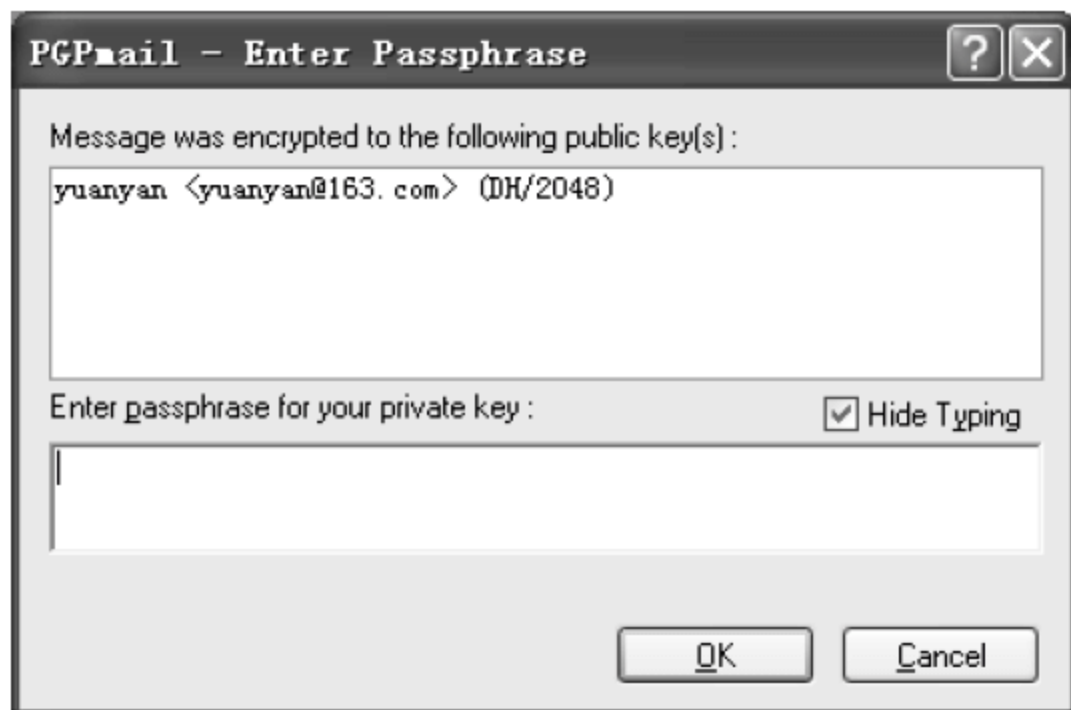 PGPmail - Enter Passphrase
Message was encrypted to the following public key(s) :
yuanyan <yuanyan@163.com> (DH/2048)
Enter passphrase for your private key :
Hide Typing
OK
Cancel